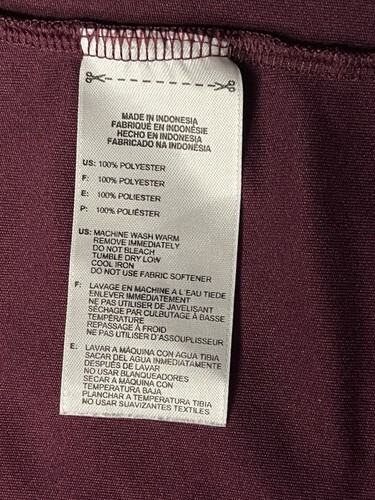 MADE IN INDONESIA
FABRIQUÉ EN INDONÉSIE
HECHO EN INDONESIA
FABRICADO NA INDONÉSIA
US: 100% POLYESTER
F: 100% POLYESTER
E: 100% POLIESTER
P: 100% POLIÉSTER
US: MACHINE WASH WARM
REMOVE IMMEDIATELY
DO NOT BLEACH
TUMBLE DRY LOW
COOL IRON
DO NOT USE FABRIC SOFTENER
F: LAVAGE EN MACHINE A L'EAU TIEDE
ENLEVER IMMÉDIATEMENT
NE PAS UTILISER DE JAVELISANT
SÉCHAGE PAR CULBUTAGE À BASSE
TEMPÉRATURE
REPASSAGE À FROID
NE PAS UTILISER D'ASSOUPLISSEUR
E: LAVAR A MÁQUINA CON AGUA TIBIA
SACAR DEL AGUA INMEDIATAMENTE
DESPUÉS DE LAVAR
NO USAR BLANQUEADORES
SECAR A MÁQUINA CON
TEMPERATURA BAJA
PLANCHAR A TEMPERATURA TIBIA
NO USAR SUAVIZANTES TEXTILES